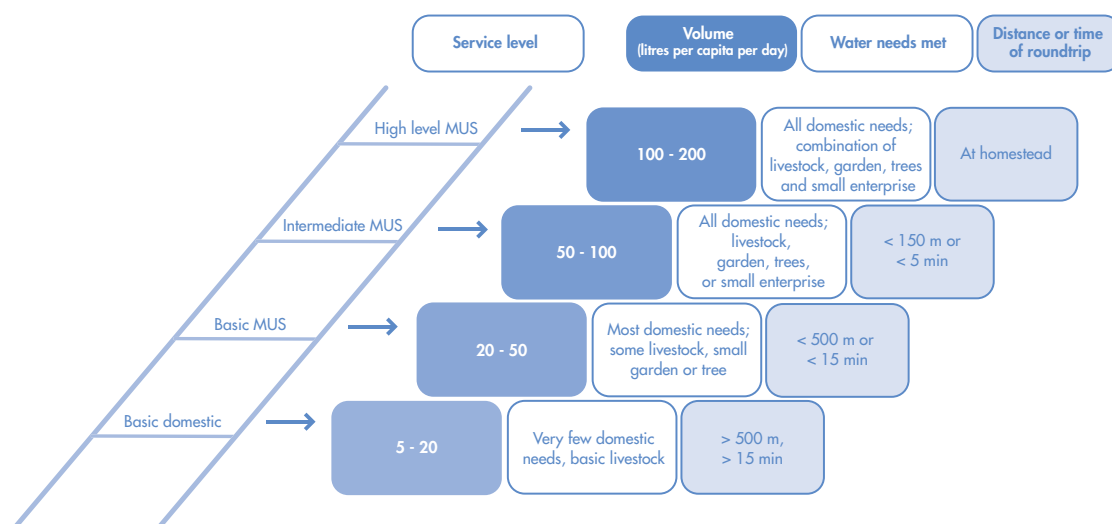 Service level
Volume
(litres per capita per day)
Water needs met
Distance or time
of roundtrip
High level MUS
100 - 200
All domestic needs;
combination of
livestock, garden, trees
and small enterprise
At homestead
Intermediate MUS
50 - 100
All domestic needs;
livestock,
garden, trees,
or small enterprise
< 150 m or
< 5 min
Basic MUS
20 - 50
Most domestic needs;
some livestock, small
garden or tree
< 500 m or
< 15 min
Basic domestic
5 - 20
Very few domestic
needs, basic livestock
> 500 m,
> 15 min